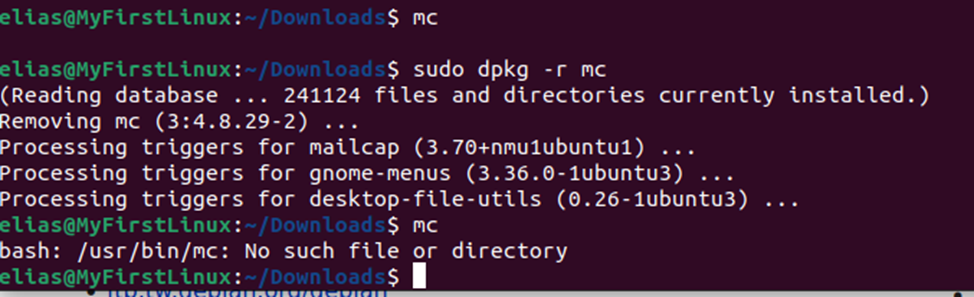 elias@MyFirstLinux:~/Downloads$ mc
elias@MyFirstLinux:~/Downloads$ sudo dpkg -r mc
(Reading database ... 241124 files and directories currently installed.)
Removing mc (3:4.8.29-2) ...
Processing triggers for mailcap (3.70+nmu1ubuntu1) ...
Processing triggers for gnome-menus (3.36.0-1ubuntu3) ...
Processing triggers for desktop-file-utils (0.26-1ubuntu3) ...
elias@MyFirstLinux:~/Downloads$ mc
bash: /usr/bin/mc: No such file or directory
elias@MyFirstLinux:~/Downloads$